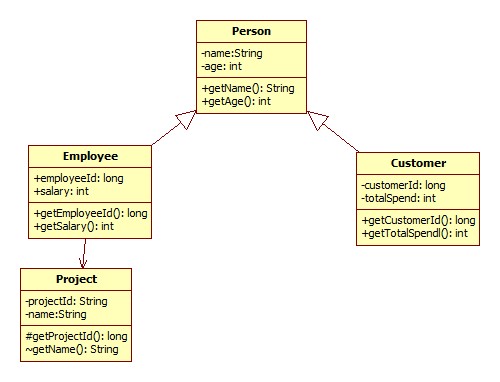 Person
-name:String
-age: int
+getName(): String
+getAge(): int
Employee
+employeeId: long
+salary: int
+getEmployeeId(): long
+getSalary(): int
Customer
-customerId: long
-totalSpend: int
+getCustomerId(): long
+getTotalSpendl(): int
Project
-projectId: String
-name:String
#getProjectId(): long
~getName(): String